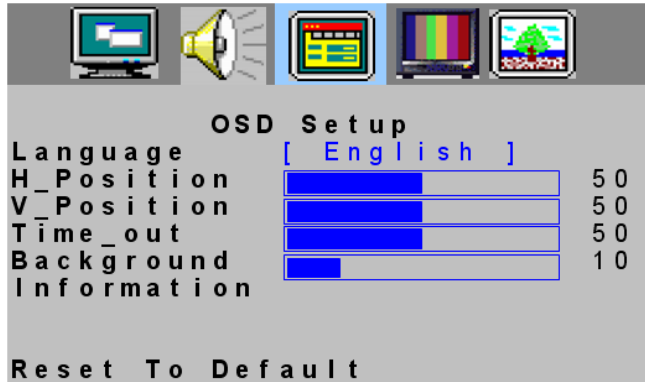 OSD Setup
Language [ English ]
H_Position 50
V_Position 50
Time_out 50
Background 10
Information
Reset To Default